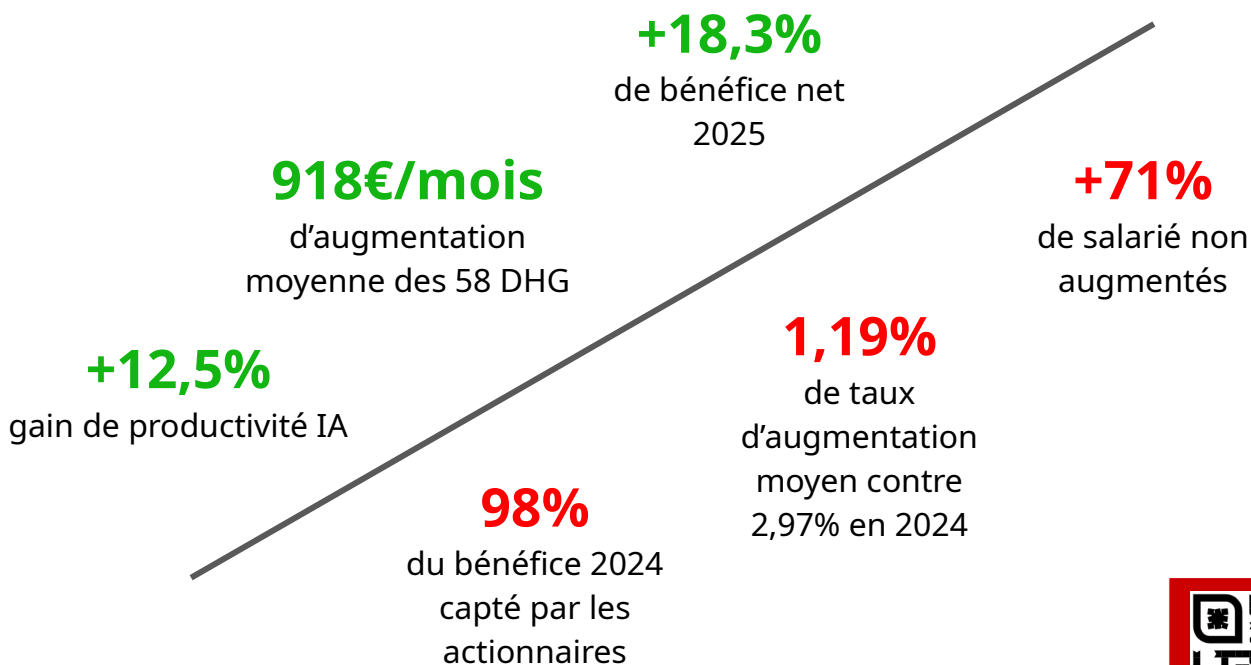 +18,3%
de bénéfice net
2025
918€/mois
d’augmentation
moyenne des 58 DHG
+71%
de salarié non
augmentés
+12,5%
gain de productivité IA
1,19%
de taux
d’augmentation
moyen contre
2,97% en 2024
98%
du bénéfice 2024
capté par les
actionnaires